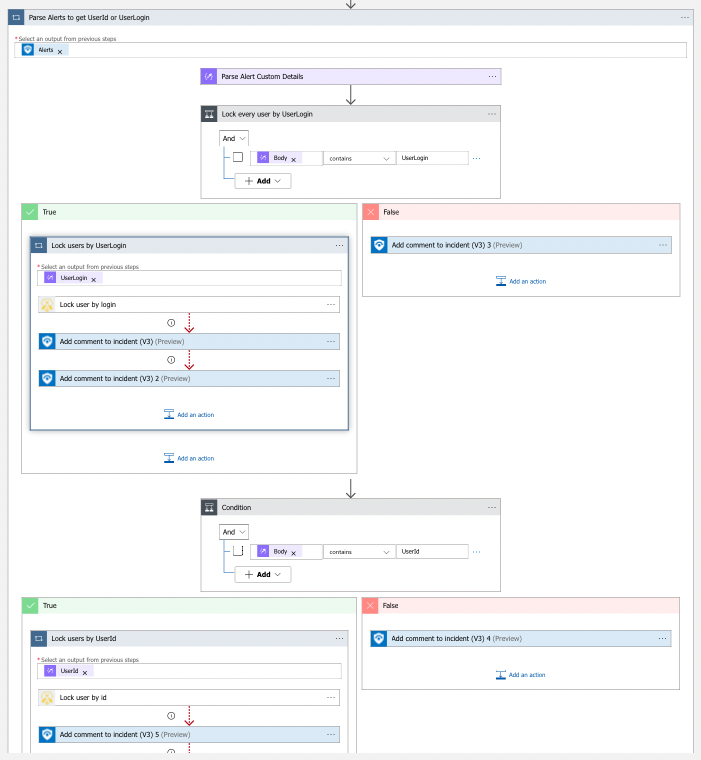 Parse Alerts to get UserId or UserLogin
* Select an output from previous steps
Alerts
Parse Alert Custom Details
Lock every user by UserLogin
And
Body contains UserLogin
Add
True
False
Lock users by UserLogin
Add comment to incident (V3) 3 (Preview)
* Select an output from previous steps
UserLogin
Add an action
Lock user by login
Add comment to incident (V3) (Preview)
Add comment to incident (V3) 2 (Preview)
Add an action
Add an action
Condition
And
Body contains UserId
Add
True
False
Lock users by UserId
Add comment to incident (V3) 4 (Preview)
* Select an output from previous steps
UserId
Add an action
Lock user by id
Add comment to incident (V3) 5 (Preview)